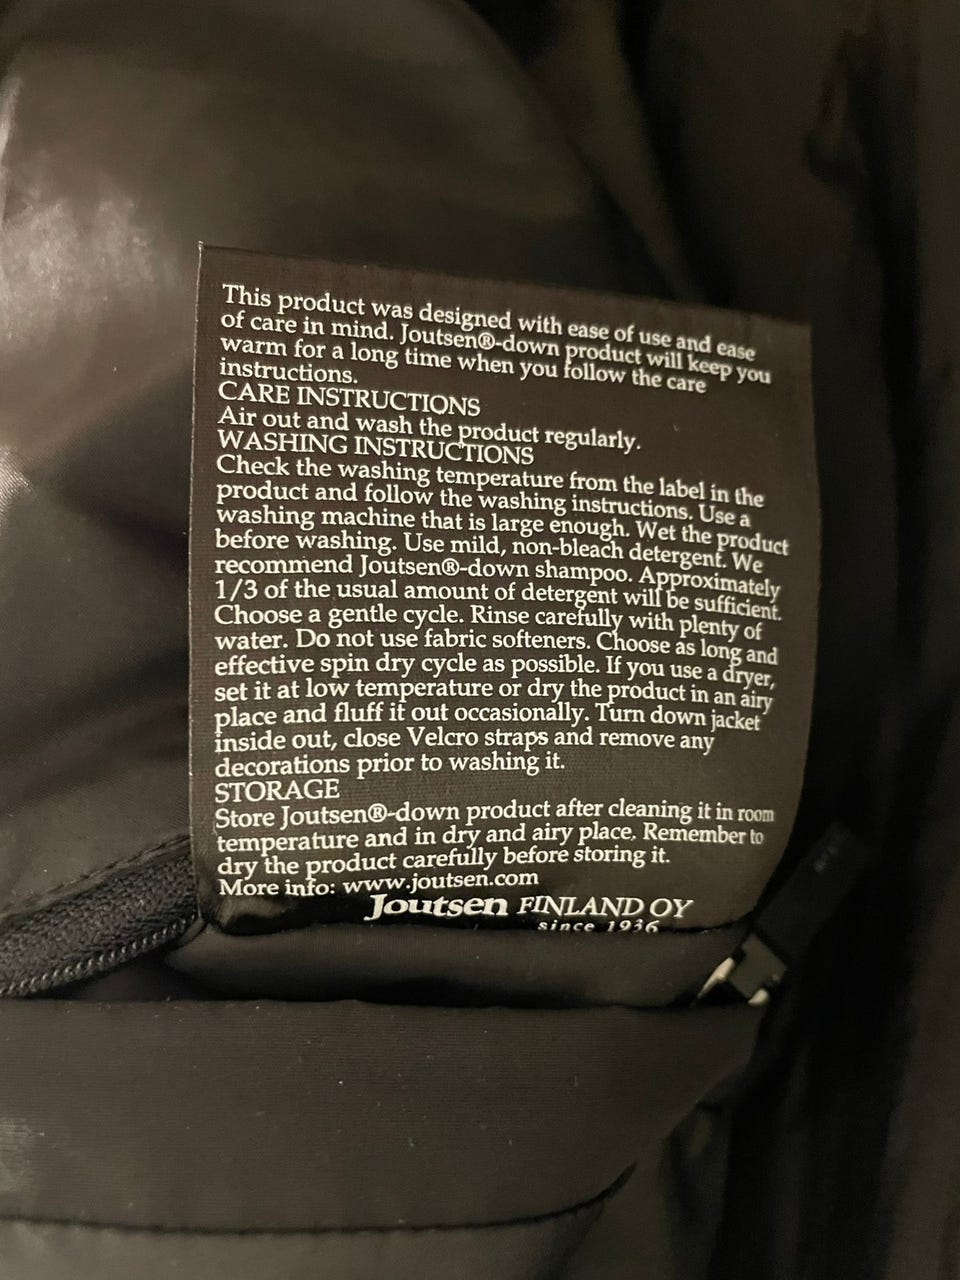 This product was designed with ease of use and ease
of care in mind. Joutsen®-down product will keep you
warm for a long time when you follow the care
instructions.
CARE INSTRUCTIONS
Air out and wash the product regularly.
WASHING INSTRUCTIONS
Check the washing temperature from the label in the
product and follow the washing instructions. Use a
washing machine that is large enough. Wet the product
before washing. Use mild, non-bleach detergent. We
recommend Joutsen®-down shampoo. Approximately
1/3 of the usual amount of detergent will be sufficient.
Choose a gentle cycle. Rinse carefully with plenty of
water. Do not use fabric softeners. Choose as long and
effective spin dry cycle as possible. If you use a dryer,
set it at low temperature or dry the product in an airy
place and fluff it out occasionally. Turn down jacket
inside out, close Velcro straps and remove any
decorations prior to washing it.
STORAGE
Store Joutsen®-down product after cleaning it in room
temperature and in dry and airy place. Remember to
dry the product carefully before storing it.
More info: www.joutsen.com
Joutsen FINLAND OY
since 1936